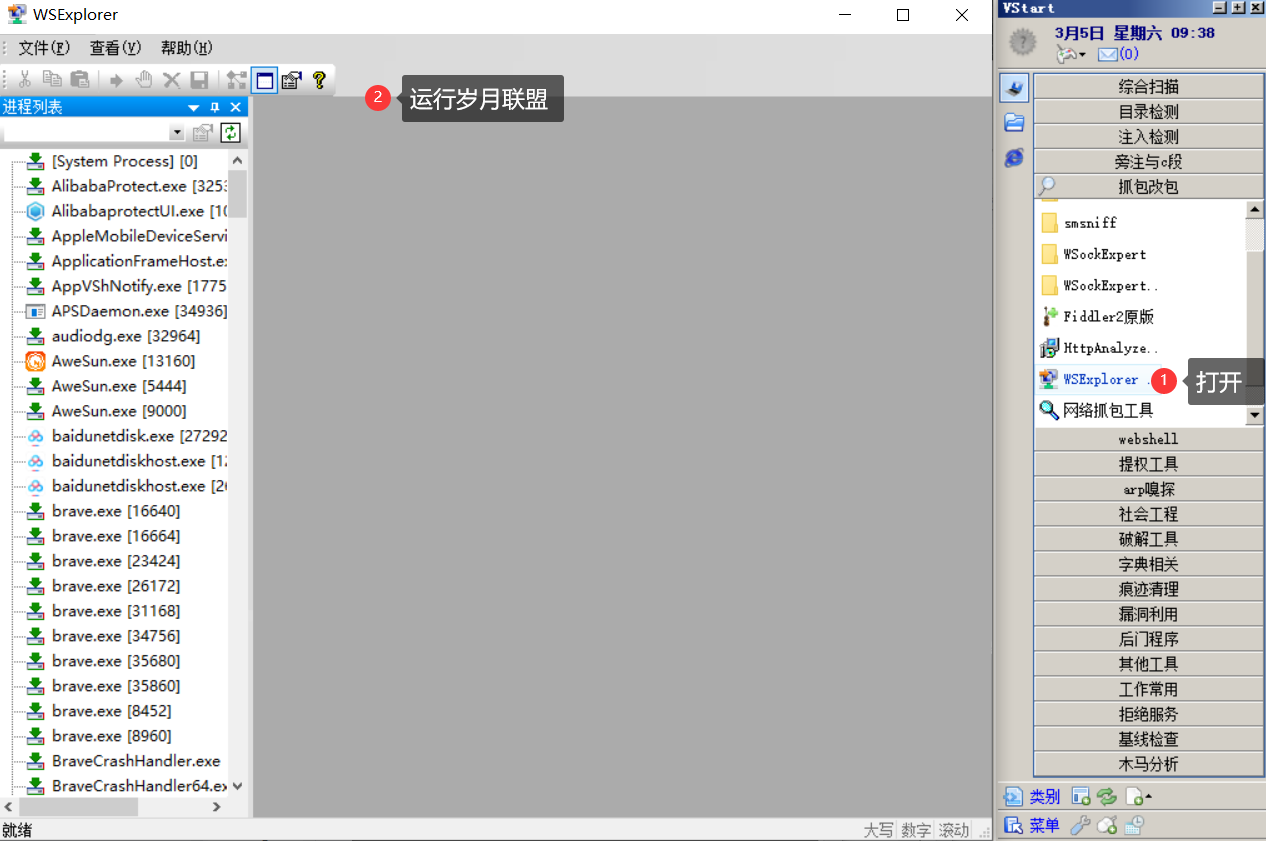 WSExplorer
文件(F) 查看(V) 帮助(H)
2 运行岁月联盟
进程列表
[System Process] [0]
AlibabaProtect.exe [3253
AlibabaprotectUI.exe [10
AppleMobileDeviceServi
ApplicationFrameHost.ex
AppVShNotify.exe [1775
APSDaemon.exe [34936]
audiodg.exe [32964]
AweSun.exe [13160]
AweSun.exe [5444]
AweSun.exe [9000]
baidunetdisk.exe [27292
baidunetdiskhost.exe [12
baidunetdiskhost.exe [20
brave.exe [16640]
brave.exe [16664]
brave.exe [23424]
brave.exe [26172]
brave.exe [31168]
brave.exe [34756]
brave.exe [35680]
brave.exe [35860]
brave.exe [8452]
brave.exe [8960]
BraveCrashHandler.exe
BraveCrashHandler64.ex
就绪
大写 数字 滚动
VStart
3月5日 星期六 09:38
(0)
综合扫描
目录检测
注入检测
旁注与c段
抓包改包
smsniff
WSockExpert
WSockExpert..
Fiddler2原版
HttpAnalyze..
WSExplorer .
1 打开
网络抓包工具
webshell
提权工具
arp嗅探
社会工程
破解工具
字典相关
痕迹清理
漏洞利用
后门程序
其他工具
工作常用
拒绝服务
基线检查
木马分析
类别
菜单